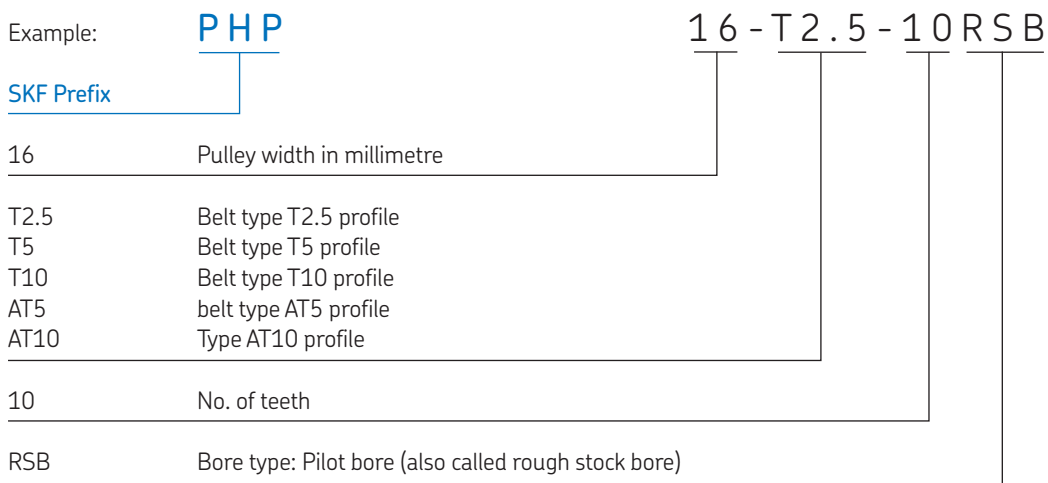 Example: PHP 16-T2.5-10RSB
SKF Prefix
16 Pulley width in millimetre
T2.5 Belt type T2.5 profile
T5 Belt type T5 profile
T10 Belt type T10 profile
AT5 belt type AT5 profile
AT10 Type AT10 profile
10 No. of teeth
RSB Bore type: Pilot bore (also called rough stock bore)